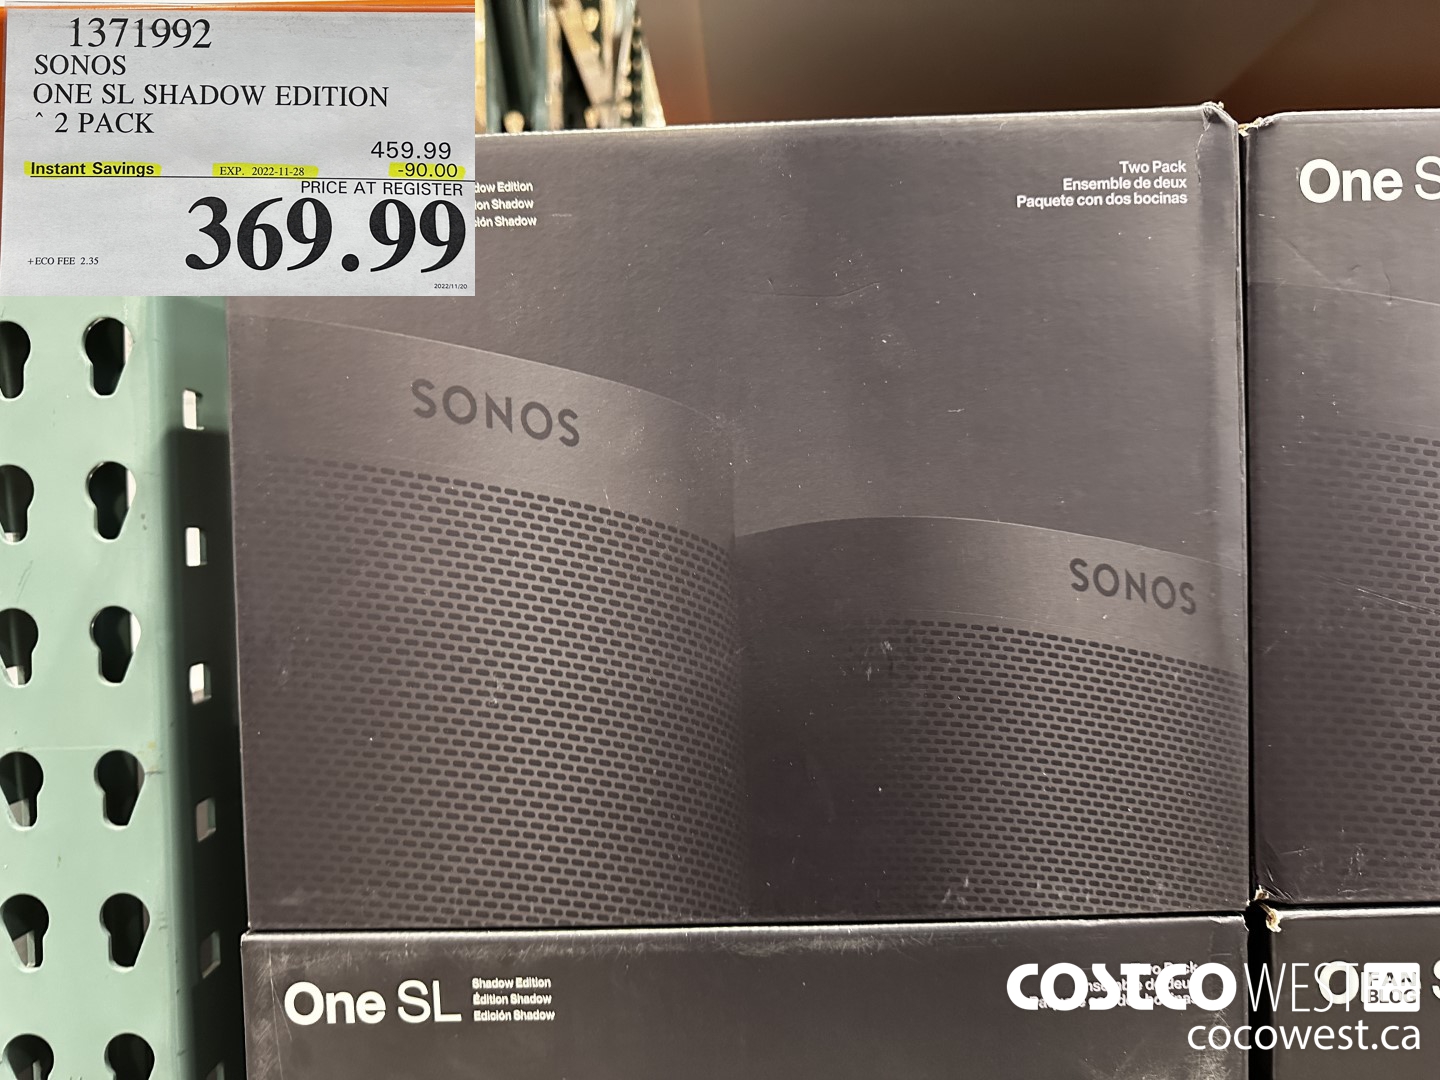 1371992
SONOS
ONE SL SHADOW EDITION
^ 2 PACK
459.99
Instant Savings EXP. 2022-11-28 -90.00
PRICE AT REGISTER
369.99
+ECO FEE 2.35
2022/11/20
Edition
Shadow
Shadow
Two Pack
Ensemble de deux
Paquete con dos bocinas
One
SONOS
SONOS
One SL
Shadow Edition
Édition Shadow
Edición Shadow
COSTCO WEST
FAN
BLOG
cocowest.ca